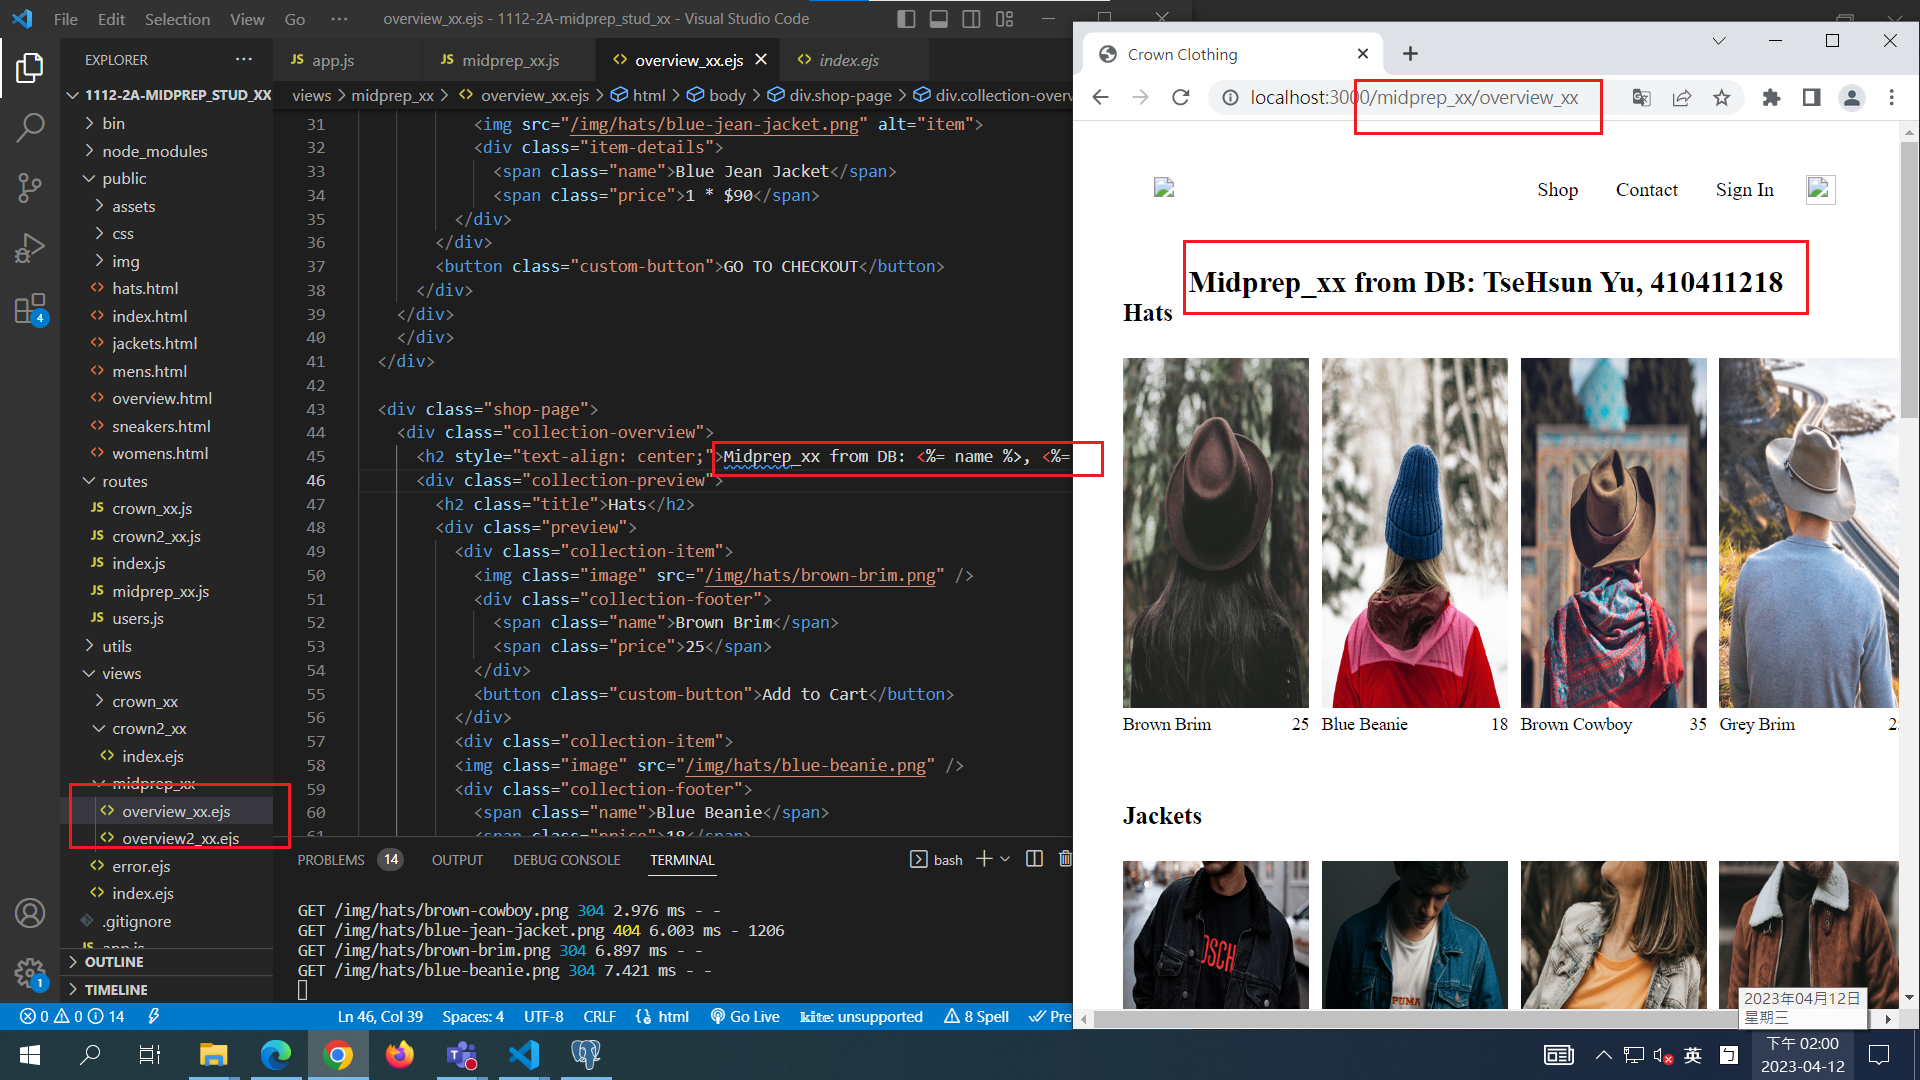 File Edit Selection View Go ··· overview_xx.ejs - 1112-2A-midprep_stud_xx - Visual Studio Code
EXPLORER ···
1112-2A-MIDPREP_STUD_XX
bin
node_modules
public
assets
css
img
hats.html
index.html
jackets.html
mens.html
overview.html
sneakers.html
womens.html
routes
JS crown_xx.js
JS crown2_xx.js
JS index.js
JS midprep_xx.js
JS users.js
utils
views
crown_xx
crown2_xx
index.ejs
midprep_xx
overview_xx.ejs
overview2_xx.ejs
error.ejs
index.ejs
.gitignore
JS app.js
OUTLINE
TIMELINE
4
1
JS app.js JS midprep_xx.js <> overview_xx.ejs <> index.ejs
views > midprep_xx > <> overview_xx.ejs > html > body > div.shop-page > div.collection-overv
31 <img src="/img/hats/blue-jean-jacket.png" alt="item">
32 <div class="item-details">
33 <span class="name">Blue Jean Jacket</span>
34 <span class="price">1 * $90</span>
35 </div>
36 </div>
37 <button class="custom-button">GO TO CHECKOUT</button>
38 </div>
39 </div>
40 </div>
41 </div>
42
43 <div class="shop-page">
44 <div class="collection-overview">
45 <h2 style="text-align: center;">Midprep_xx from DB: <%= name %>, <%=
46 <div class="collection-preview">
47 <h2 class="title">Hats</h2>
48 <div class="preview">
49 <div class="collection-item">
50 <img class="image" src="/img/hats/brown-brim.png" />
51 <div class="collection-footer">
52 <span class="name">Brown Brim</span>
53 <span class="price">25</span>
54 </div>
55 <button class="custom-button">Add to Cart</button>
56 </div>
57 <div class="collection-item">
58 <img class="image" src="/img/hats/blue-beanie.png" />
59 <div class="collection-footer">
60 <span class="name">Blue Beanie</span>
61 <span class="price">18</span>
PROBLEMS 14 OUTPUT DEBUG CONSOLE TERMINAL bash
GET /img/hats/brown-cowboy.png 304 2.976 ms - -
GET /img/hats/blue-jean-jacket.png 404 6.003 ms - 1206
GET /img/hats/brown-brim.png 304 6.897 ms - -
GET /img/hats/blue-beanie.png 304 7.421 ms - -
0 0 14 Ln 46, Col 39 Spaces: 4 UTF-8 CRLF html Go Live kite: unsupported 8 Spell Pre
Crown Clothing
localhost:3000/midprep_xx/overview_xx
Shop Contact Sign In
Midprep_xx from DB: TseHsun Yu, 410411218
Hats
Brown Brim 25 Blue Beanie 18 Brown Cowboy 35 Grey Brim 2
Jackets
OSCH
PUMA
2023年04月12日
星期三
英
下午 02:00
2023-04-12